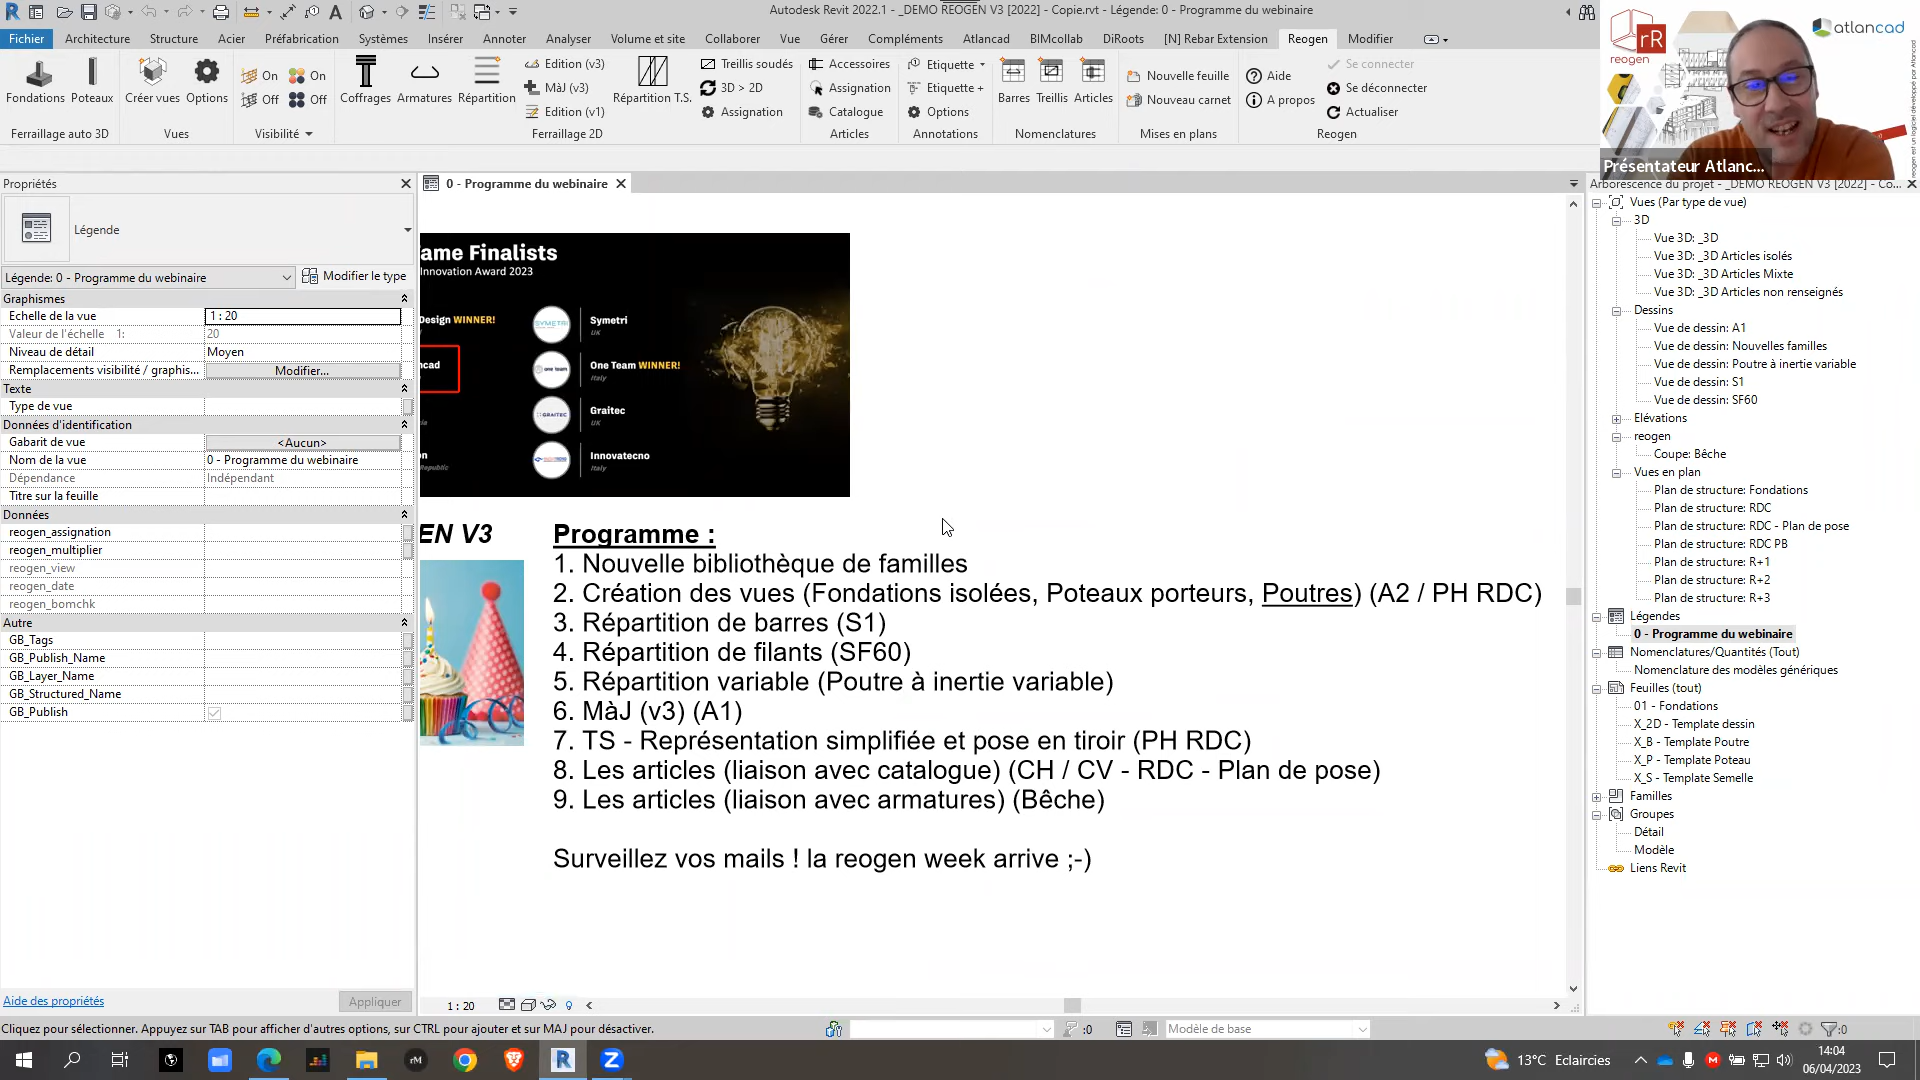 Autodesk Revit 2022.1 - _DEMO REOGEN V3 [2022] - Copie.rvt - Légende: 0 - Programme du webinaire
Fichier Architecture Structure Acier Préfabrication Systèmes Insérer Annoter Analyser Volume et site Collaborer Vue Gérer Compléments Atlancad BIMcollab DiRoots [N] Rebar Extension Reogen Modifier
Fondations Poteaux
Ferraillage auto 3D
Créer vues Options
Vues
On On
Off Off
Visibilité
Coffrages Armatures Répartition
Edition (v3)
MàJ (v3)
Edition (v1)
Répartition T.S.
Treillis soudés
3D > 2D
Assignation
Ferraillage 2D
Accessoires
Assignation
Catalogue
Articles
Etiquette
Etiquette +
Options
Annotations
Barres Treillis Articles
Nomenclatures
Nouvelle feuille
Nouveau carnet
Mises en plans
Aide
A propos
Se connecter
Se déconnecter
Actualiser
Reogen
rR
reogen
atlancad
Présentateur Atlanc...
Propriétés
Légende
Légende: 0 - Programme du webinaire
Modifier le type
Graphismes
Echelle de la vue 1 : 20
Valeur de l'échelle 1: 20
Niveau de détail Moyen
Remplacements visibilité / graphis... Modifier...
Texte
Type de vue
Données d'identification
Gabarit de vue <Aucun>
Nom de la vue 0 - Programme du webinaire
Dépendance Indépendant
Titre sur la feuille
Données
reogen_assignation
reogen_multiplier
reogen_view
reogen_date
reogen_bomchk
Autre
GB_Tags
GB_Publish_Name
GB_Layer_Name
GB_Structured_Name
GB_Publish
Aide des propriétés Appliquer
0 - Programme du webinaire
ame Finalists
Innovation Award 2023
Design WINNER!
ncad
n
Republic
SYMETRI
Symetri
UK
one team
One Team WINNER!
Italy
GRAITEC
Graitec
UK
Innovatecno
Italy
EN V3
Programme :
1. Nouvelle bibliothèque de familles
2. Création des vues (Fondations isolées, Poteaux porteurs, Poutres) (A2 / PH RDC)
3. Répartition de barres (S1)
4. Répartition de filants (SF60)
5. Répartition variable (Poutre à inertie variable)
6. MàJ (v3) (A1)
7. TS - Représentation simplifiée et pose en tiroir (PH RDC)
8. Les articles (liaison avec catalogue) (CH / CV - RDC - Plan de pose)
9. Les articles (liaison avec armatures) (Bêche)
Surveillez vos mails ! la reogen week arrive ;-)
1 : 20
Arborescence du projet - _DEMO REOGEN V3 [2022] - Co...
Vues (Par type de vue)
3D
Vue 3D: _3D
Vue 3D: _3D Articles isolés
Vue 3D: _3D Articles Mixte
Vue 3D: _3D Articles non renseignés
Dessins
Vue de dessin: A1
Vue de dessin: Nouvelles familles
Vue de dessin: Poutre à inertie variable
Vue de dessin: S1
Vue de dessin: SF60
Elévations
reogen
Coupe: Bêche
Vues en plan
Plan de structure: Fondations
Plan de structure: RDC
Plan de structure: RDC - Plan de pose
Plan de structure: RDC PB
Plan de structure: R+1
Plan de structure: R+2
Plan de structure: R+3
Légendes
0 - Programme du webinaire
Nomenclatures/Quantités (Tout)
Nomenclature des modèles génériques
Feuilles (tout)
01 - Fondations
X_2D - Template dessin
X_B - Template Poutre
X_P - Template Poteau
X_S - Template Semelle
Familles
Groupes
Détail
Modèle
Liens Revit
Cliquez pour sélectionner. Appuyez sur TAB pour afficher d'autres options, sur CTRL pour ajouter et sur MAJ pour désactiver.
:0
Modèle de base
:0
13°C Eclaircies
14:04
06/04/2023